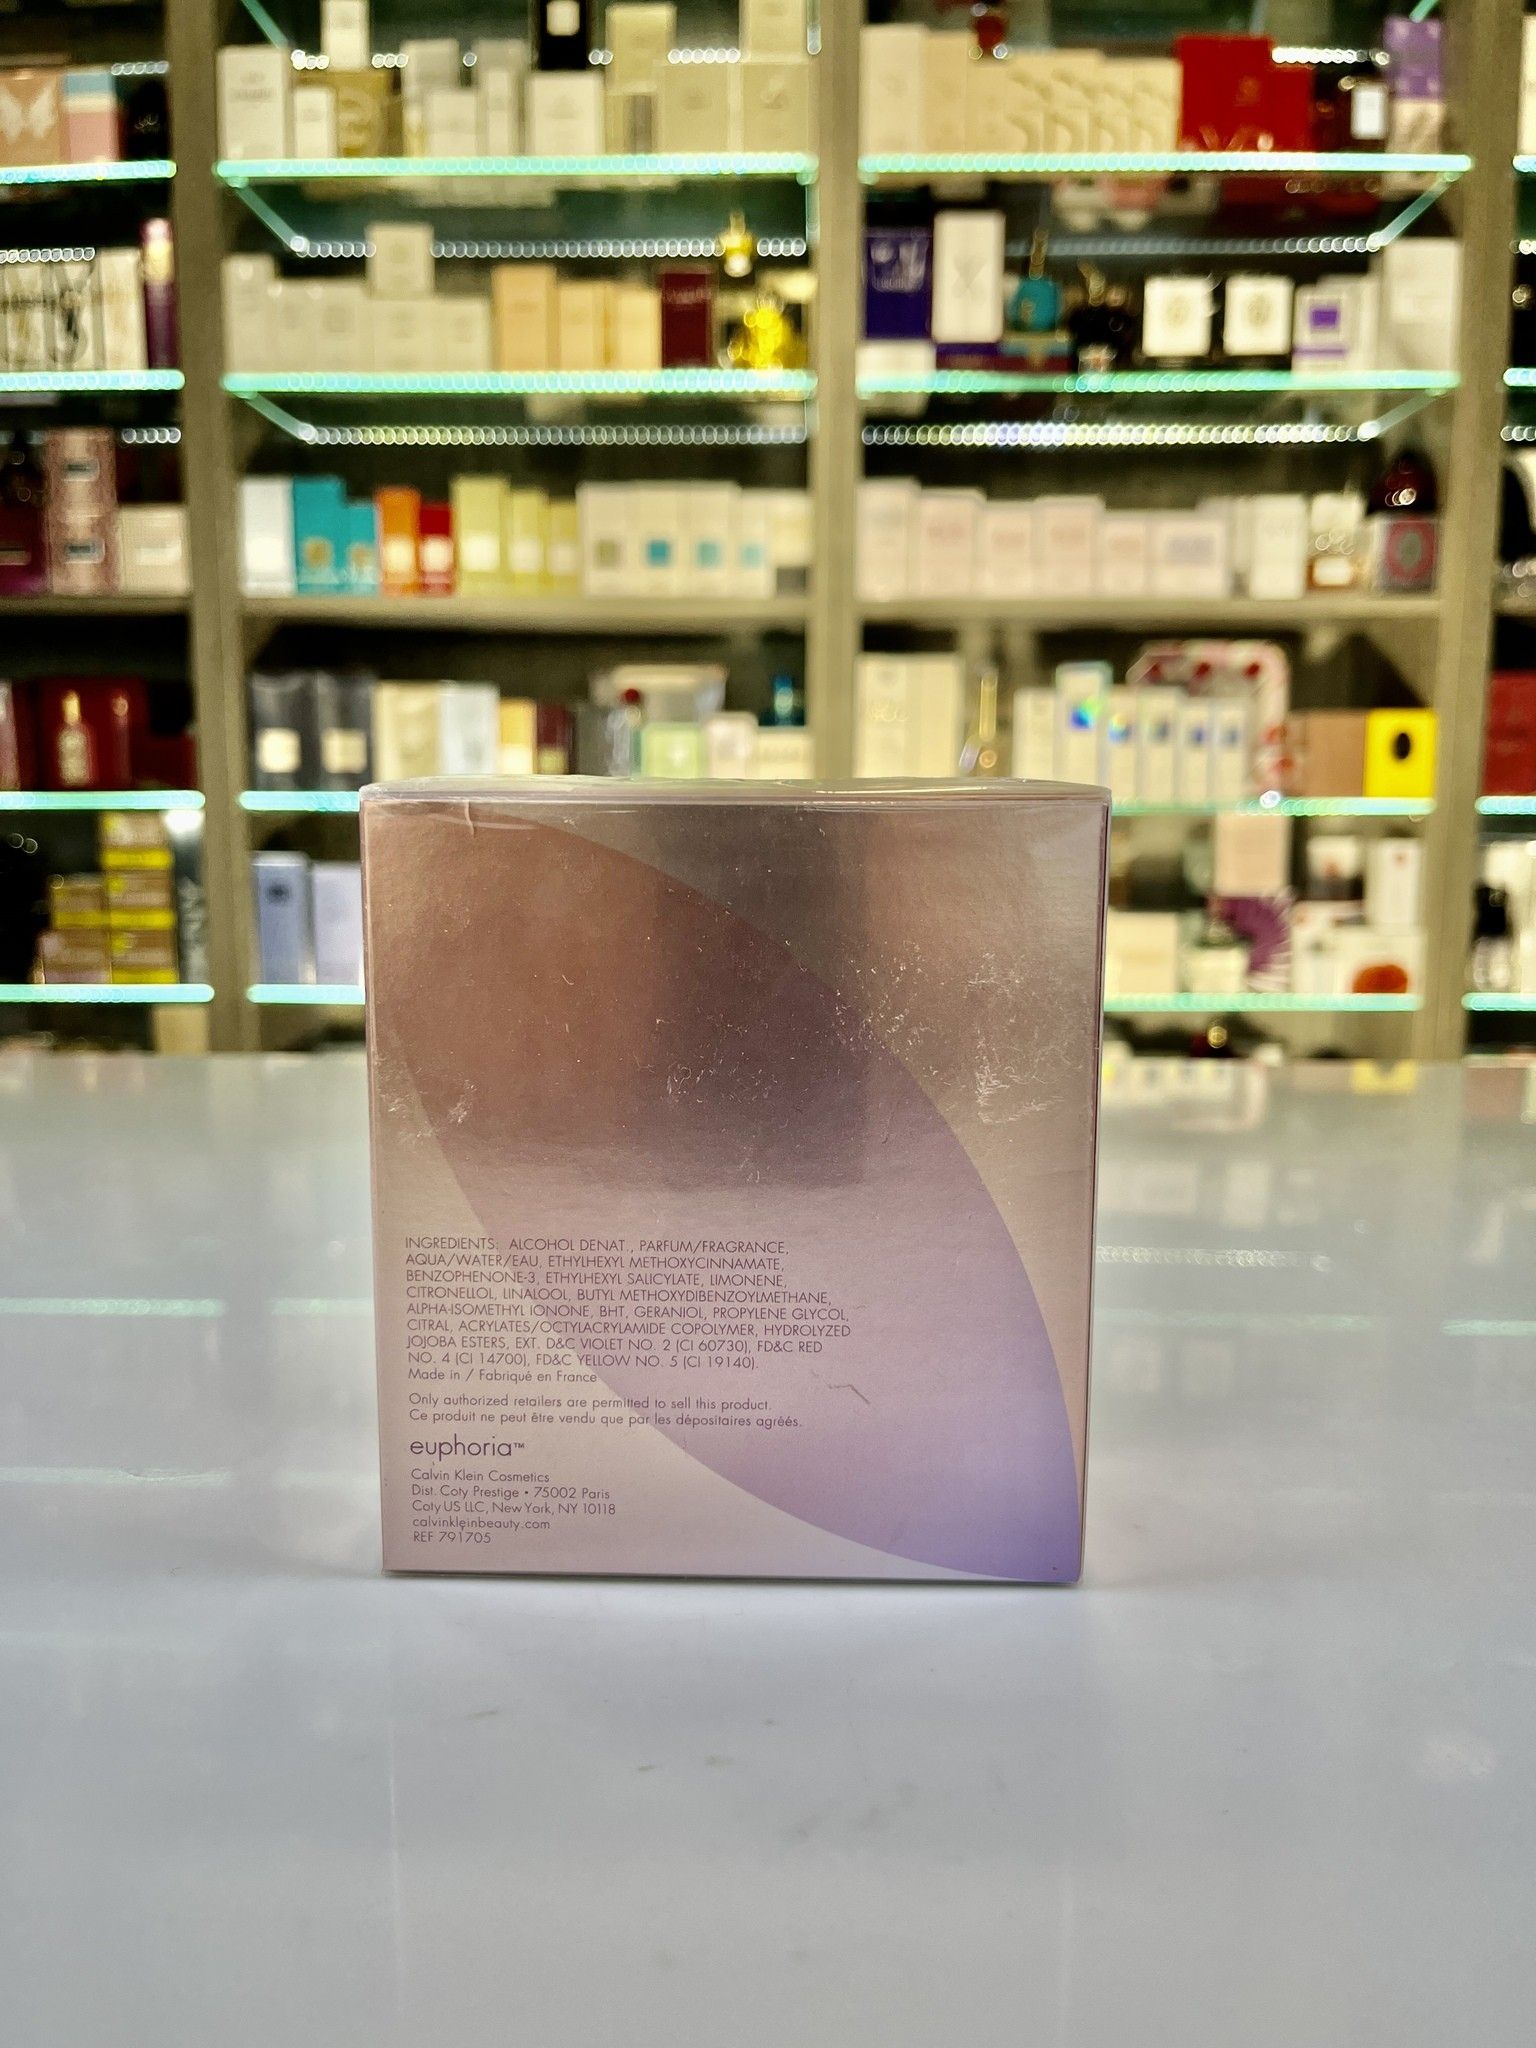 INGREDIENTS: ALCOHOL DENAT., PARFUM/FRAGRANCE,
AQUA/WATER/EAU, ETHYLHEXYL METHOXYCINNAMATE,
BENZOPHENONE-3, ETHYLHEXYL SALICYLATE, LIMONENE,
CITRONELLOL, LINALOOL, BUTYL METHOXYDIBENZOYLMETHANE,
ALPHA-ISOMETHYL IONONE, BHT, GERANIOL, PROPYLENE GLYCOL,
CITRAL, ACRYLATES/OCTYLACRYLAMIDE COPOLYMER, HYDROLYZED
JOJOBA ESTERS, EXT. D&C VIOLET NO. 2 (CI 60730), FD&C RED
NO. 4 (CI 14700), FD&C YELLOW NO. 5 (CI 19140).
Made in / Fabriqué en France
Only authorized retailers are permitted to sell this product.
Ce produit ne peut être vendu que par les dépositaires agréés.
euphoria™
Calvin Klein Cosmetics
Dist. Coty Prestige • 75002 Paris
Coty US LLC, New York, NY 10118
calvinkleinbeauty.com
REF 791705